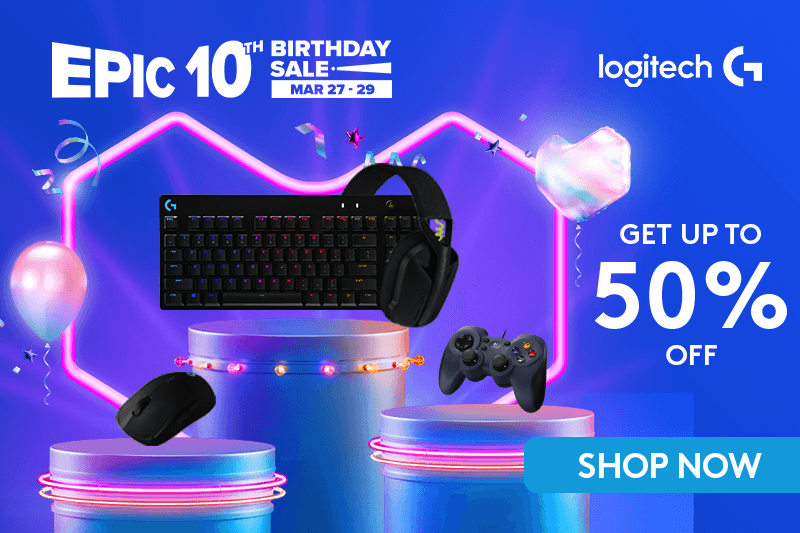 EPIC 10TH BIRTHDAY
SALE
MAR 27 - 29
logitech G
GET UP TO
50%
OFF
SHOP NOW